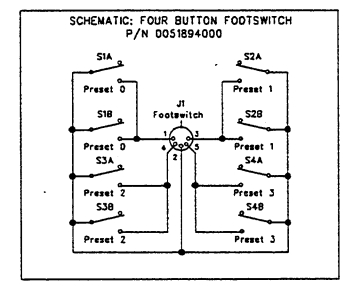 SCHEMATIC: FOUR BUTTON FOOTSWITCH
P/N 0051894000
S1A
S2A
Preset 0
Preset 1
J1
Footswitch
S1B
S2B
1
3
Preset 0
Preset 1
4
5
2
S3A
S4A
Preset 2
Preset 3
S3B
S4B
Preset 2
Preset 3